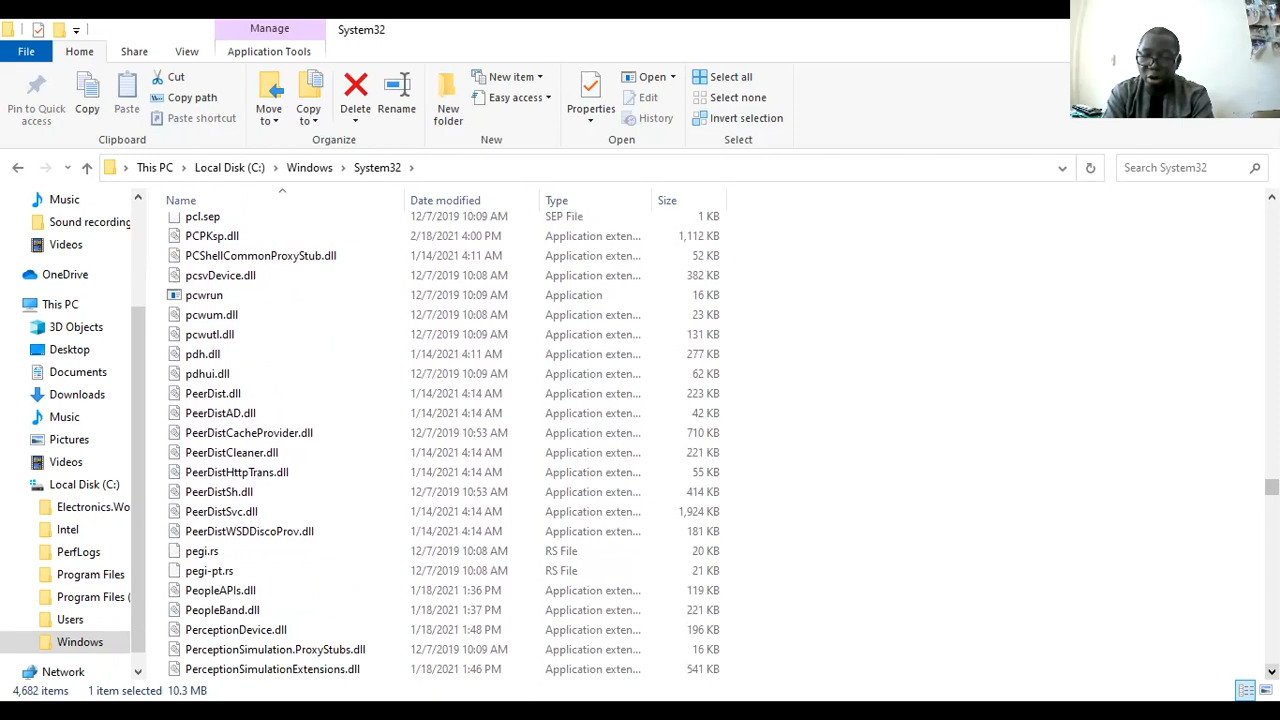 Manage System32
File Home Share View Application Tools
Pin to Quick access Copy Paste Cut Copy path Paste shortcut Move to Copy to Delete Rename New folder New item Easy access Properties Open Edit History Select all Select none Invert selection
Clipboard Organize New Open Select
This PC Local Disk (C:) Windows System32 Search System32
Music
Sound recording
Videos
OneDrive
This PC
3D Objects
Desktop
Documents
Downloads
Music
Pictures
Videos
Local Disk (C:)
Electronics.Wo
Intel
PerfLogs
Program Files
Program Files (
Users
Windows
Network
Name Date modified Type Size
pcl.sep 12/7/2019 10:09 AM SEP File 1 KB
PCPKsp.dll 2/18/2021 4:00 PM Application exten... 1,112 KB
PCShellCommonProxyStub.dll 1/14/2021 4:11 AM Application exten... 52 KB
pcsvDevice.dll 12/7/2019 10:08 AM Application exten... 382 KB
pcwrun 12/7/2019 10:09 AM Application 16 KB
pcwum.dll 12/7/2019 10:08 AM Application exten... 23 KB
pcwutl.dll 12/7/2019 10:09 AM Application exten... 131 KB
pdh.dll 1/14/2021 4:11 AM Application exten... 277 KB
pdhui.dll 12/7/2019 10:09 AM Application exten... 62 KB
PeerDist.dll 1/14/2021 4:14 AM Application exten... 223 KB
PeerDistAD.dll 1/14/2021 4:14 AM Application exten... 42 KB
PeerDistCacheProvider.dll 12/7/2019 10:53 AM Application exten... 710 KB
PeerDistCleaner.dll 1/14/2021 4:14 AM Application exten... 221 KB
PeerDistHttpTrans.dll 1/14/2021 4:14 AM Application exten... 55 KB
PeerDistSh.dll 12/7/2019 10:53 AM Application exten... 414 KB
PeerDistSvc.dll 1/14/2021 4:14 AM Application exten... 1,924 KB
PeerDistWSDDiscoProv.dll 1/14/2021 4:14 AM Application exten... 181 KB
pegi.rs 12/7/2019 10:08 AM RS File 20 KB
pegi-pt.rs 12/7/2019 10:08 AM RS File 21 KB
PeopleAPIs.dll 1/18/2021 1:36 PM Application exten... 119 KB
PeopleBand.dll 1/18/2021 1:37 PM Application exten... 221 KB
PerceptionDevice.dll 1/18/2021 1:48 PM Application exten... 196 KB
PerceptionSimulation.ProxyStubs.dll 12/7/2019 10:09 AM Application exten... 16 KB
PerceptionSimulationExtensions.dll 1/18/2021 1:46 PM Application exten... 541 KB
4,682 items 1 item selected 10.3 MB